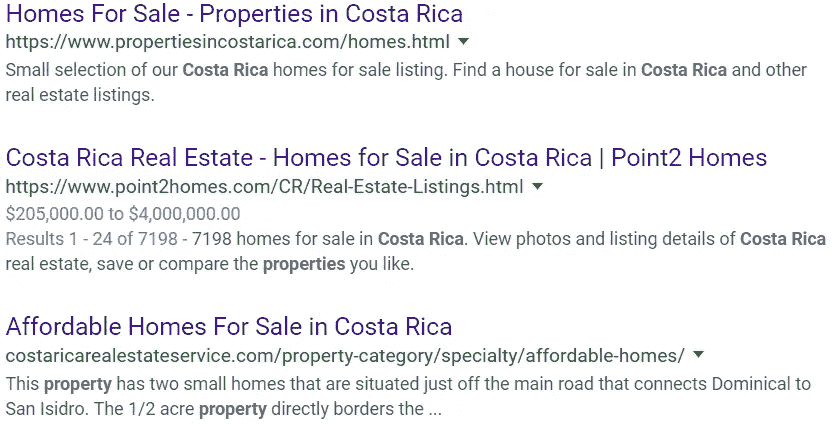 Homes For Sale - Properties in Costa Rica
https://www.propertiesincostarica.com/homes.html
Small selection of our Costa Rica homes for sale listing. Find a house for sale in Costa Rica and other
real estate listings.
Costa Rica Real Estate - Homes for Sale in Costa Rica | Point2 Homes
https://www.point2homes.com/CR/Real-Estate-Listings.html
$205,000.00 to $4,000,000.00
Results 1 - 24 of 7198 - 7198 homes for sale in Costa Rica. View photos and listing details of Costa Rica
real estate, save or compare the properties you like.
Affordable Homes For Sale in Costa Rica
costaricarealestateservice.com/property-category/specialty/affordable-homes/
This property has two small homes that are situated just off the main road that connects Dominical to
San Isidro. The 1/2 acre property directly borders the ...